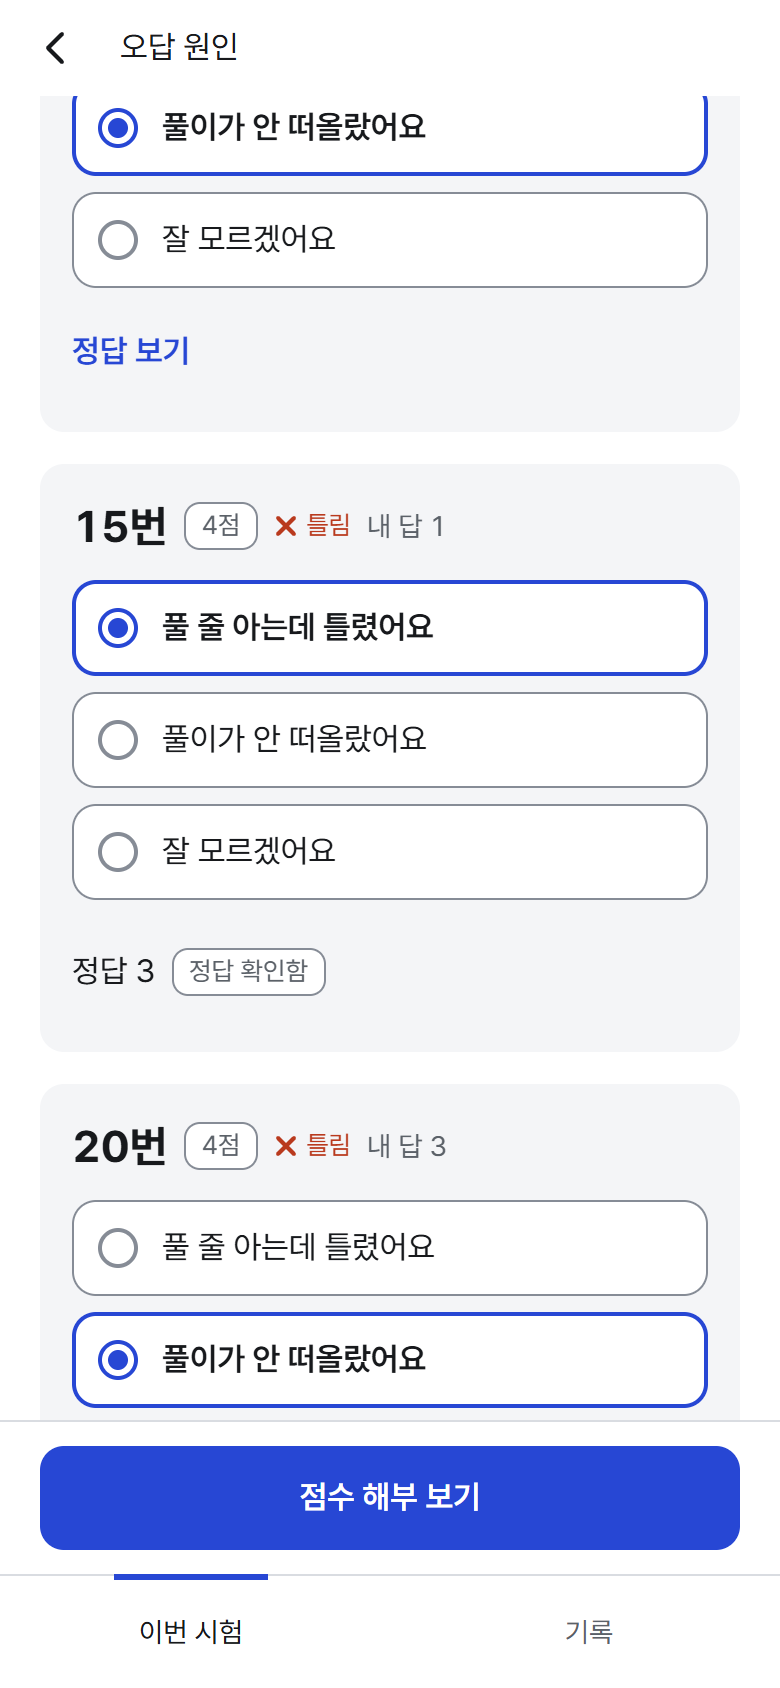 오답 원인
풀이가 안 떠올랐어요
잘 모르겠어요
정답 보기
15번 4점 틀림 내 답 1
풀 줄 아는데 틀렸어요
풀이가 안 떠올랐어요
잘 모르겠어요
정답 3 정답 확인함
20번 4점 틀림 내 답 3
풀 줄 아는데 틀렸어요
풀이가 안 떠올랐어요
점수 해부 보기
이번 시험 기록